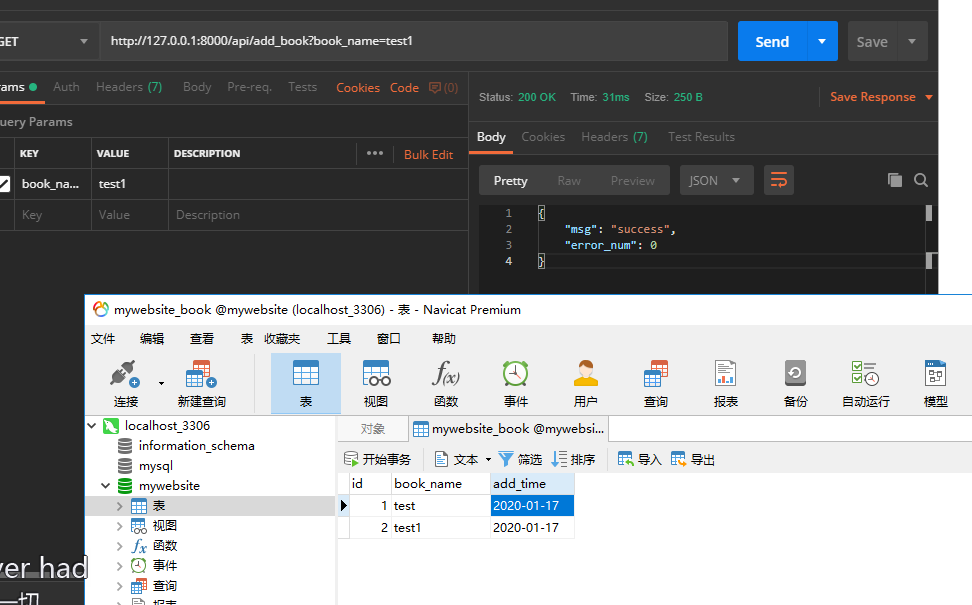 GET http://127.0.0.1:8000/api/add_book?book_name=test1 Send Save
ams Auth Headers (7) Body Pre-req. Tests Cookies Code (0)
uery Params
KEY VALUE DESCRIPTION ••• Bulk Edit
book_na... test1
Key Value Description
Status: 200 OK Time: 31ms Size: 250 B Save Response
Body Cookies Headers (7) Test Results
Pretty Raw Preview JSON
1 {
2 "msg": "success",
3 "error_num": 0
4 }
mywebsite_book @mywebsite (localhost_3306) - 表 - Navicat Premium
文件 编辑 查看 表 收藏夹 工具 窗口 帮助
连接 新建查询 表 视图 函数 事件 用户 查询 报表 备份 自动运行 模型
localhost_3306
information_schema
mysql
mywebsite
表
视图
函数
事件
查询
报表
对象 mywebsite_book @mywebsi...
开始事务 文本 筛选 排序 导入 导出
id book_name add_time
1 test 2020-01-17
2 test1 2020-01-17
ver had
一切